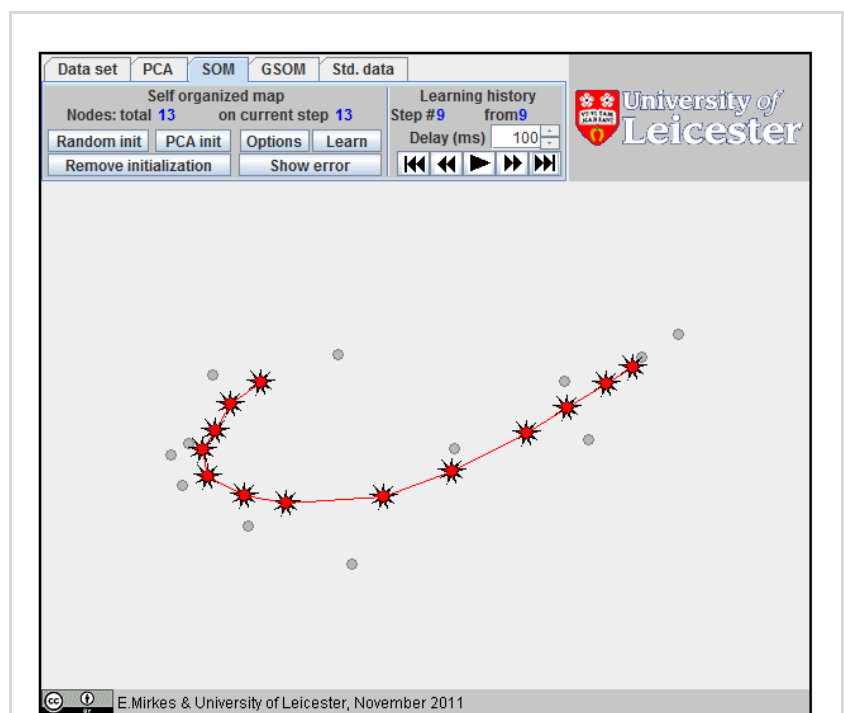 Data set PCA SOM GSOM Std. data
Self organized map
Nodes: total 13 on current step 13
Random init PCA init Options Learn
Remove initialization Show error
Learning history
Step #9 from9
Delay (ms) 100
University of
Leicester
E.Mirkes & University of Leicester, November 2011